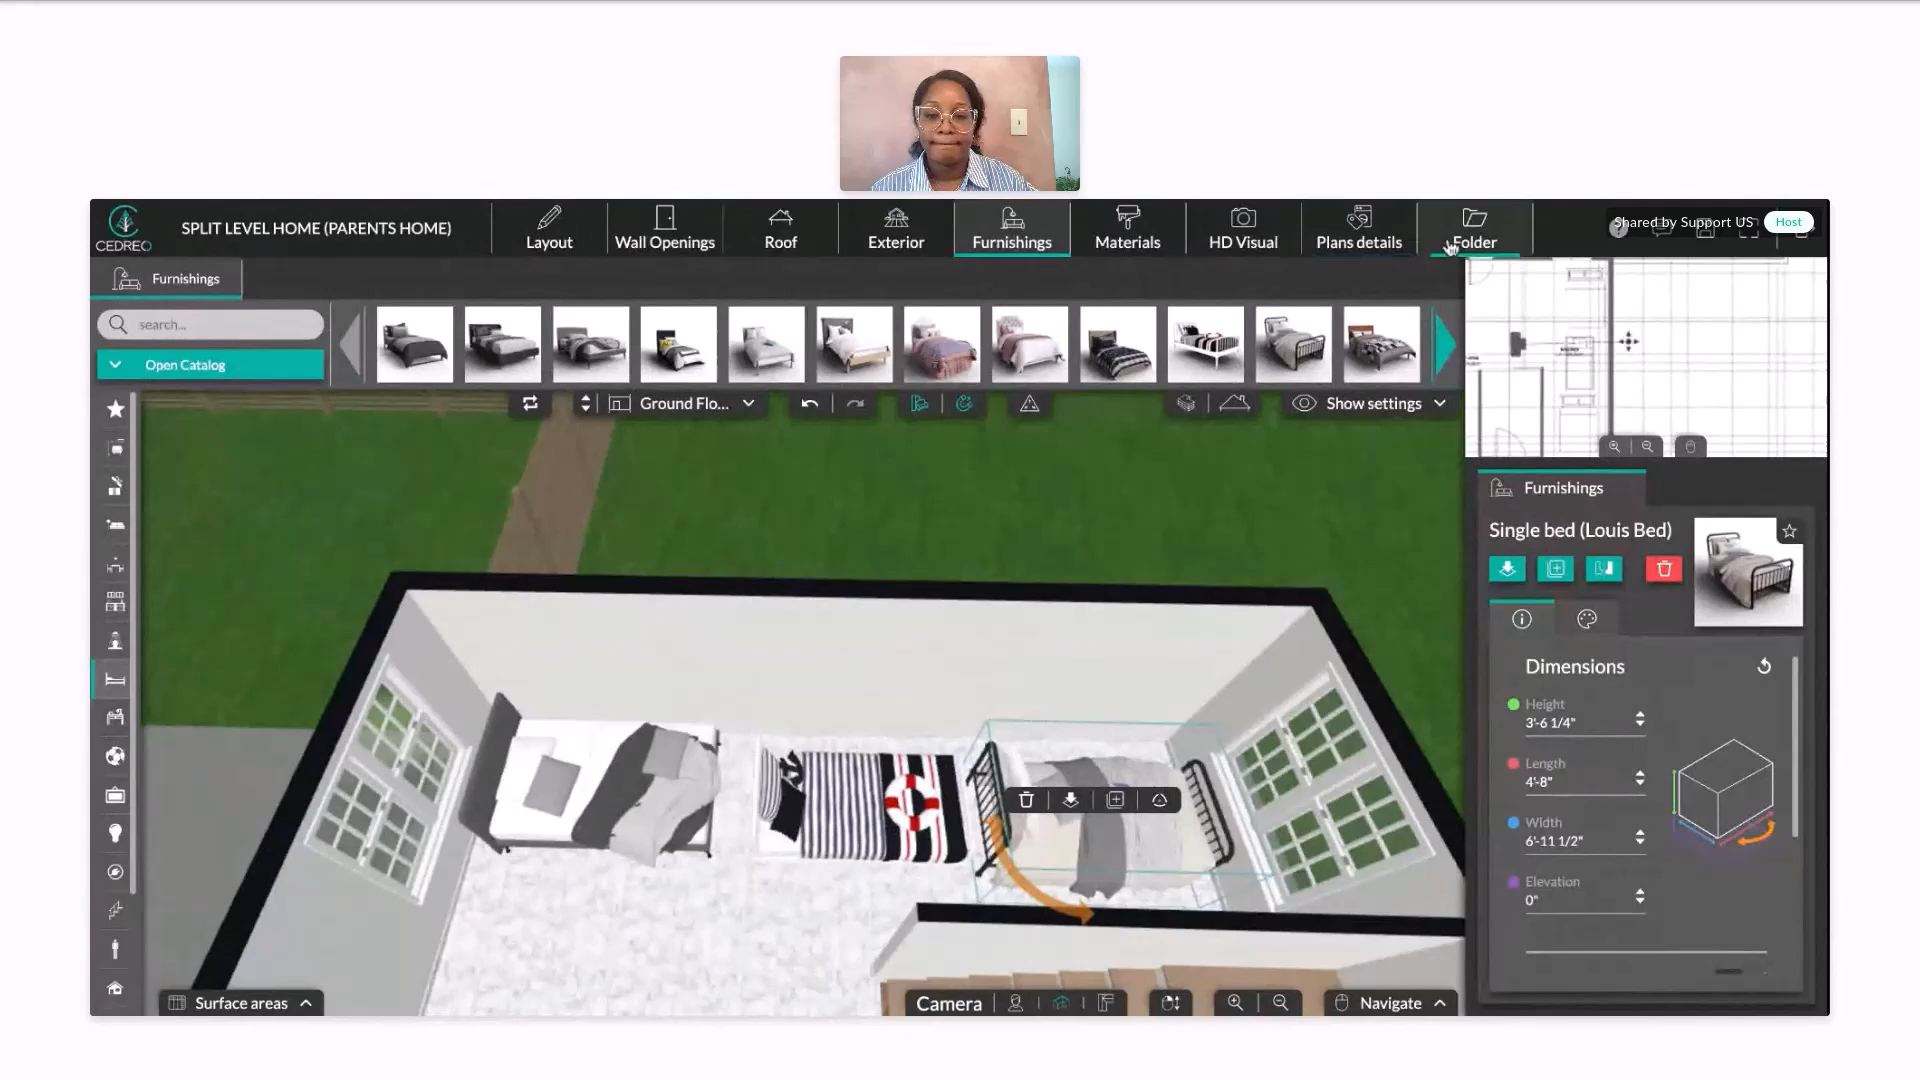 CEDREO
SPLIT LEVEL HOME (PARENTS HOME)
Layout
Wall Openings
Roof
Exterior
Furnishings
Materials
HD Visual
Plans details
Folder
Shared by Support US
Host
Furnishings
search...
Open Catalog
Ground Flo...
Show settings
Furnishings
Single bed (Louis Bed)
Dimensions
Height
3'-6 1/4"
Length
4'-8"
Width
6'-11 1/2"
Elevation
0"
Surface areas
Camera
Navigate